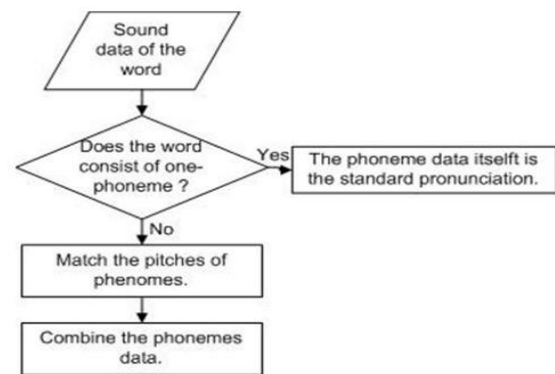 Sound
data of the
word
Does the word
consist of one-
phoneme ?
Yes
The phoneme data itselft is
the standard pronunciation.
No
Match the pitches of
phenomes.
Combine the phonemes
data.